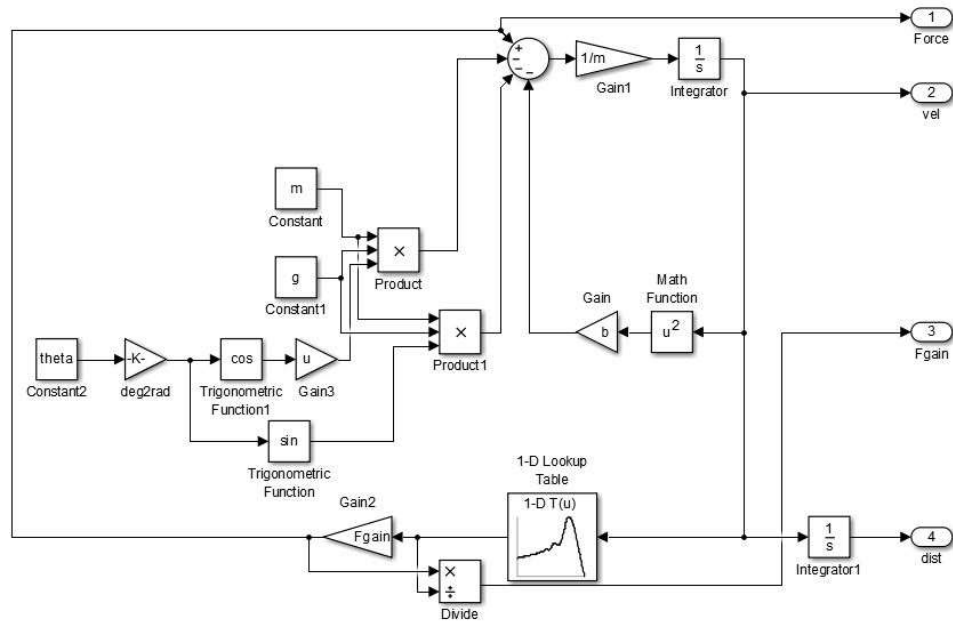 1
Force
+
−
−
−
1/m
Gain1
1
s
Integrator
2
vel
m
Constant
×
Product
g
Constant1
×
Product1
Math
Function
u2
Gain
b
3
Fgain
theta
Constant2
-K-
deg2rad
cos
Trigonometric
Function1
u
Gain3
sin
Trigonometric
Function
1-D Lookup
Table
1-D T(u)
Gain2
Fgain
×
÷
Divide
1
s
Integrator1
4
dist